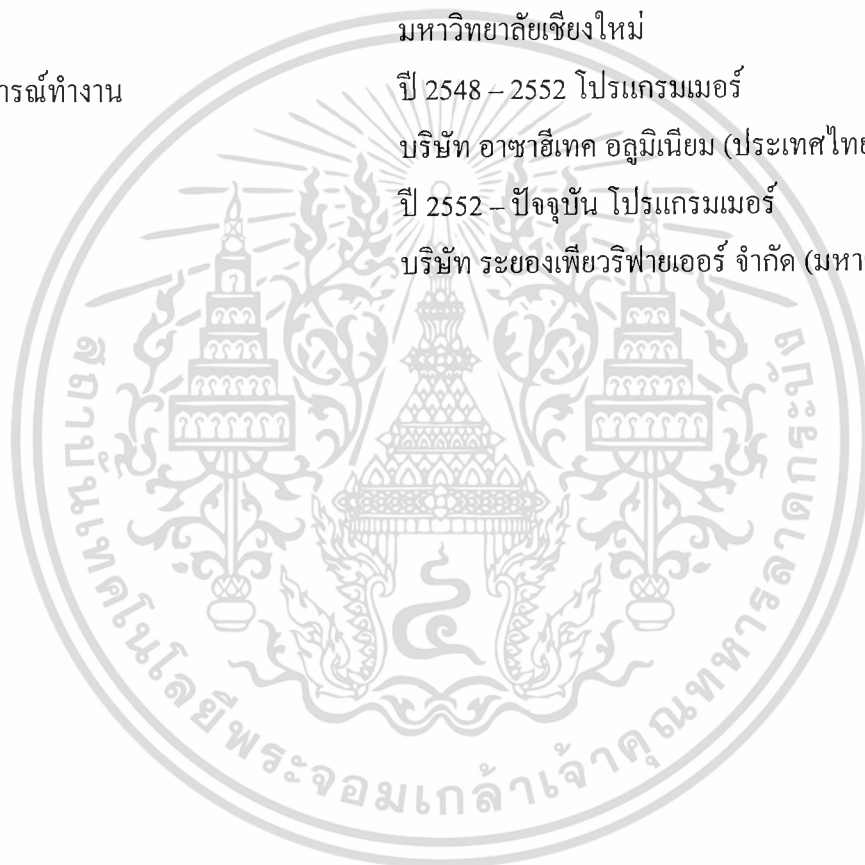 มหาวิทยาลัยเชียงใหม่
ารณ์ทำงาน
ปี 2548 – 2552 โปรแกรมเมอร์
บริษัท อาซาฮีเทค อลูมิเนียม (ประเทศไทย
ปี 2552 – ปัจจุบัน โปรแกรมเมอร์
บริษัท ระยองเพียวริฟายเออร์ จำกัด (มหา
สถาบันเทคโนโลยีพระจอมเกล้าเจ้าคุณทหารลาดกระบัง